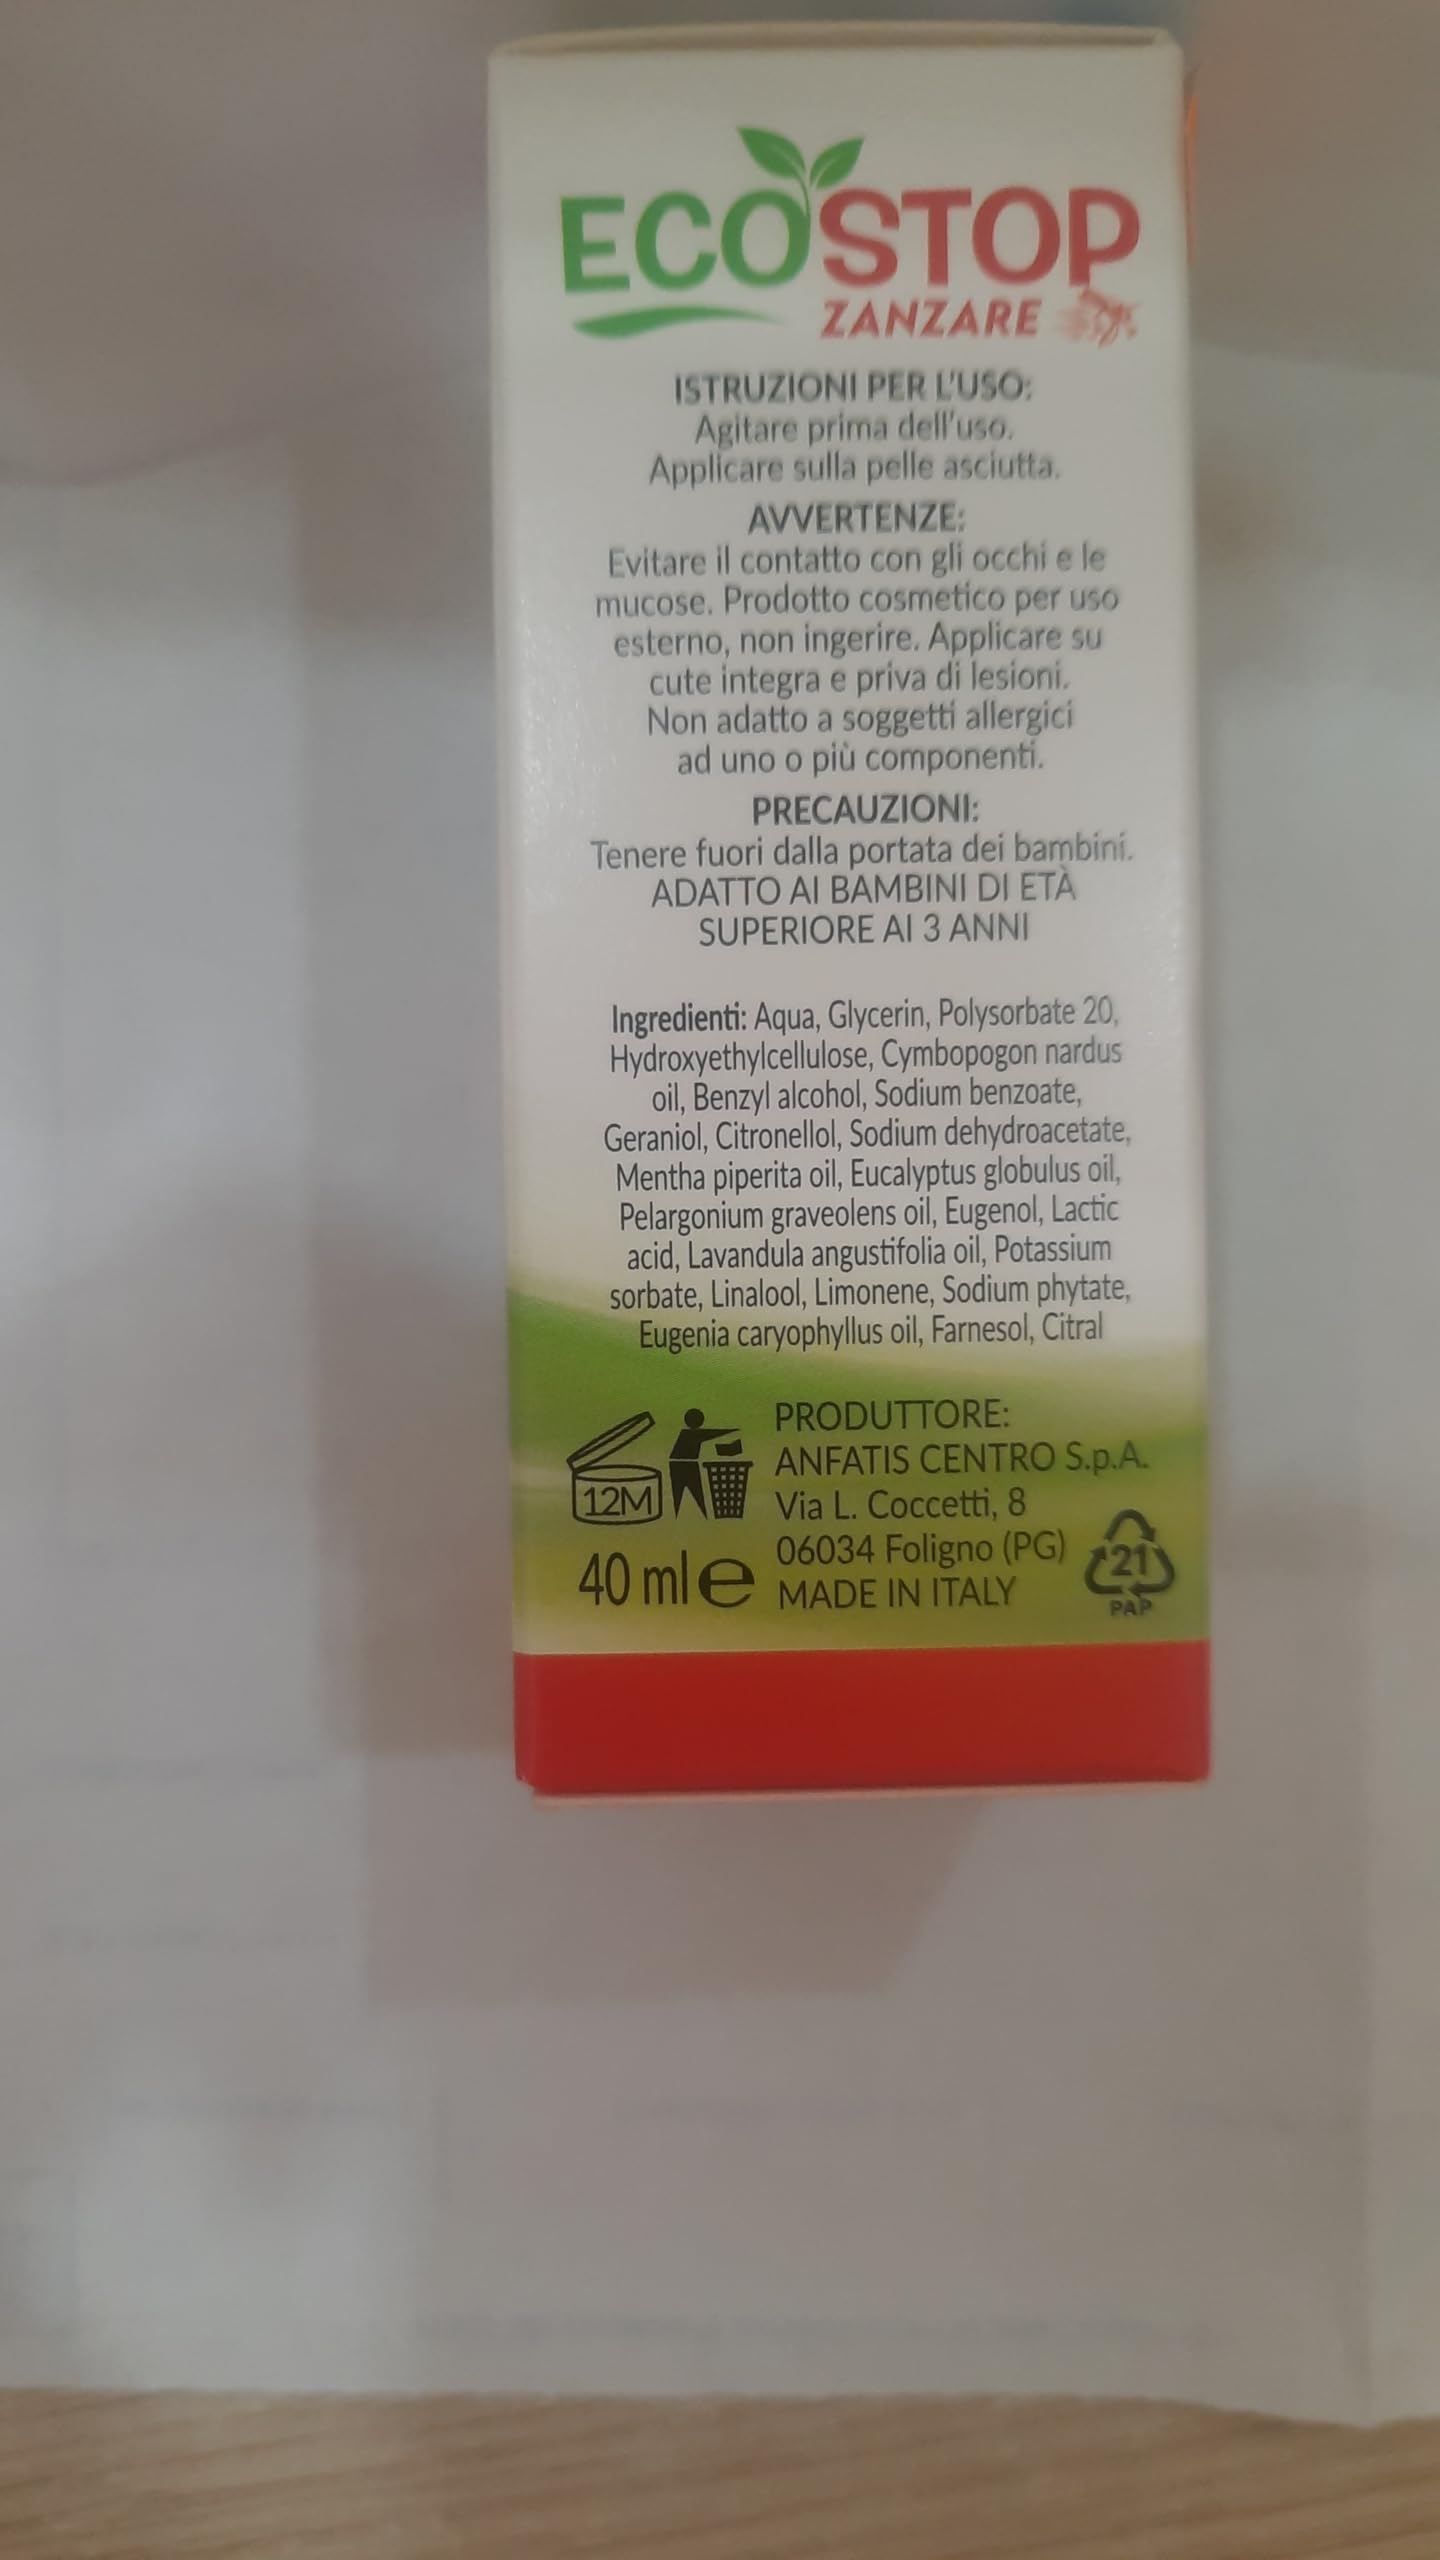 ECOSTOP
ZANZARE
ISTRUZIONI PER L'USO:
Agitare prima dell'uso.
Applicare sulla pelle asciutta.
AVVERTENZE:
Evitare il contatto con gli occhi e le
mucose. Prodotto cosmetico per uso
esterno, non ingerire. Applicare su
cute integra e priva di lesioni.
Non adatto a soggetti allergici
ad uno o più componenti.
PRECAUZIONI:
Tenere fuori dalla portata dei bambini.
ADATTO AI BAMBINI DI ETÀ
SUPERIORE AI 3 ANNI
Ingredienti: Aqua, Glycerin, Polysorbate 20,
Hydroxyethylcellulose, Cymbopogon nardus
oil, Benzyl alcohol, Sodium benzoate,
Geraniol, Citronellol, Sodium dehydroacetate,
Mentha piperita oil, Eucalyptus globulus oil,
Pelargonium graveolens oil, Eugenol, Lactic
acid, Lavandula angustifolia oil, Potassium
sorbate, Linalool, Limonene, Sodium phytate,
Eugenia caryophyllus oil, Farnesol, Citral
12M
40 ml e
PRODUTTORE:
ANFATIS CENTRO S.p.A.
Via L. Coccetti, 8
06034 Foligno (PG)
MADE IN ITALY
21
PAP